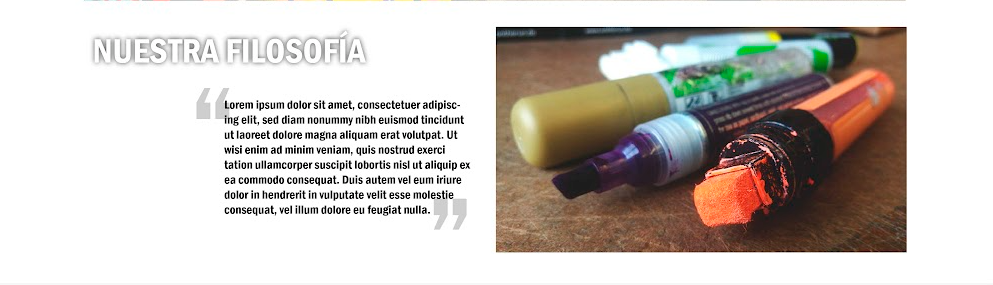 NUESTRA FILOSOFÍA
“Lorem ipsum dolor sit amet, consectetuer adipisc-
ing elit, sed diam nonummy nibh euismod tincidunt
ut laoreet dolore magna aliquam erat volutpat. Ut
wisi enim ad minim veniam, quis nostrud exerci
tation ullamcorper suscipit lobortis nisl ut aliquip ex
ea commodo consequat. Duis autem vel eum iriure
dolor in hendrerit in vulputate velit esse molestie
consequat, vel illum dolore eu feugiat nulla.”